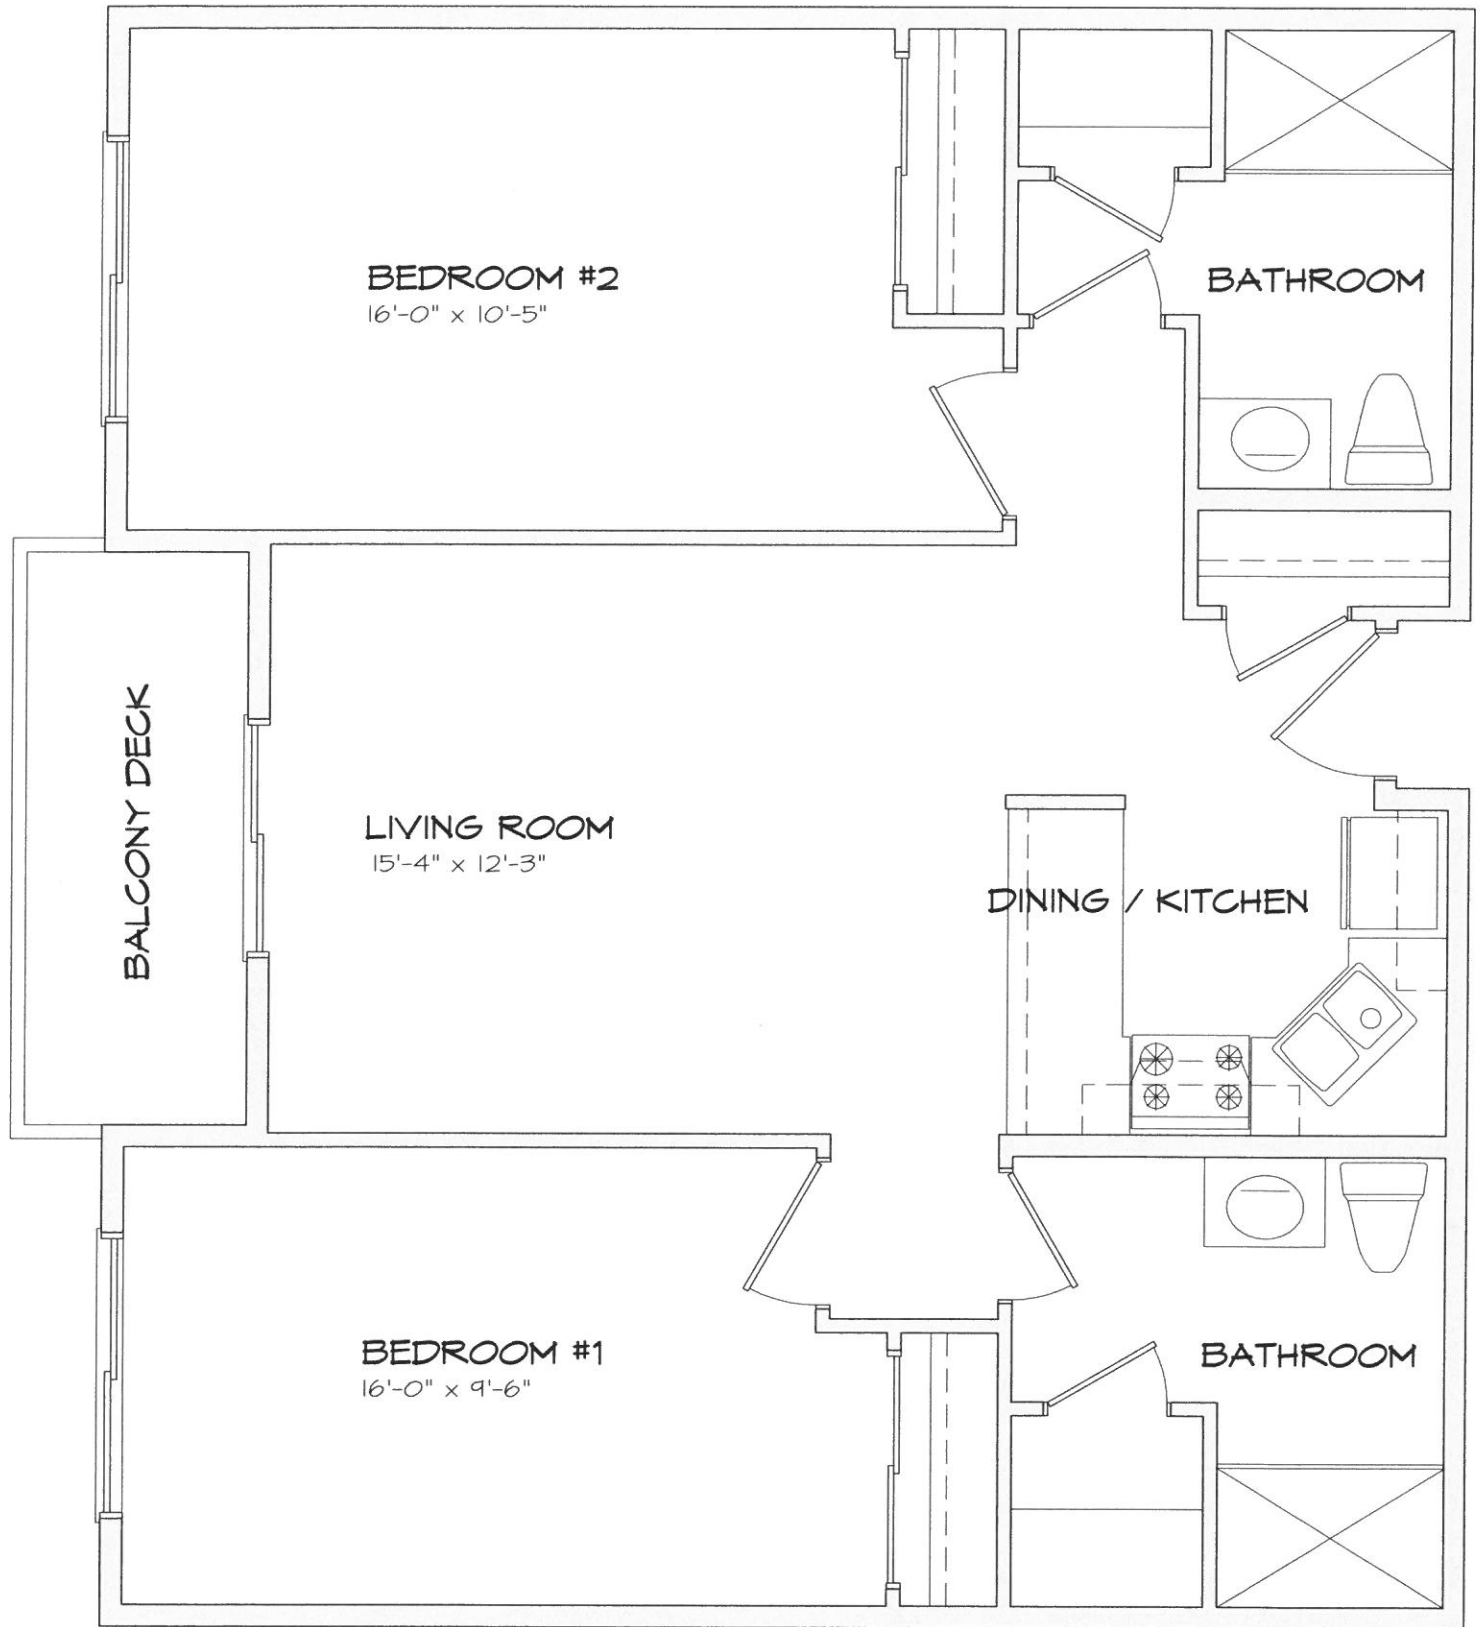 BEDROOM #2
16'-0" x 10'-5"
BATHROOM
BALCONY DECK
LIVING ROOM
15'-4" x 12'-3"
DINING / KITCHEN
BEDROOM #1
16'-0" x 9'-6"
BATHROOM